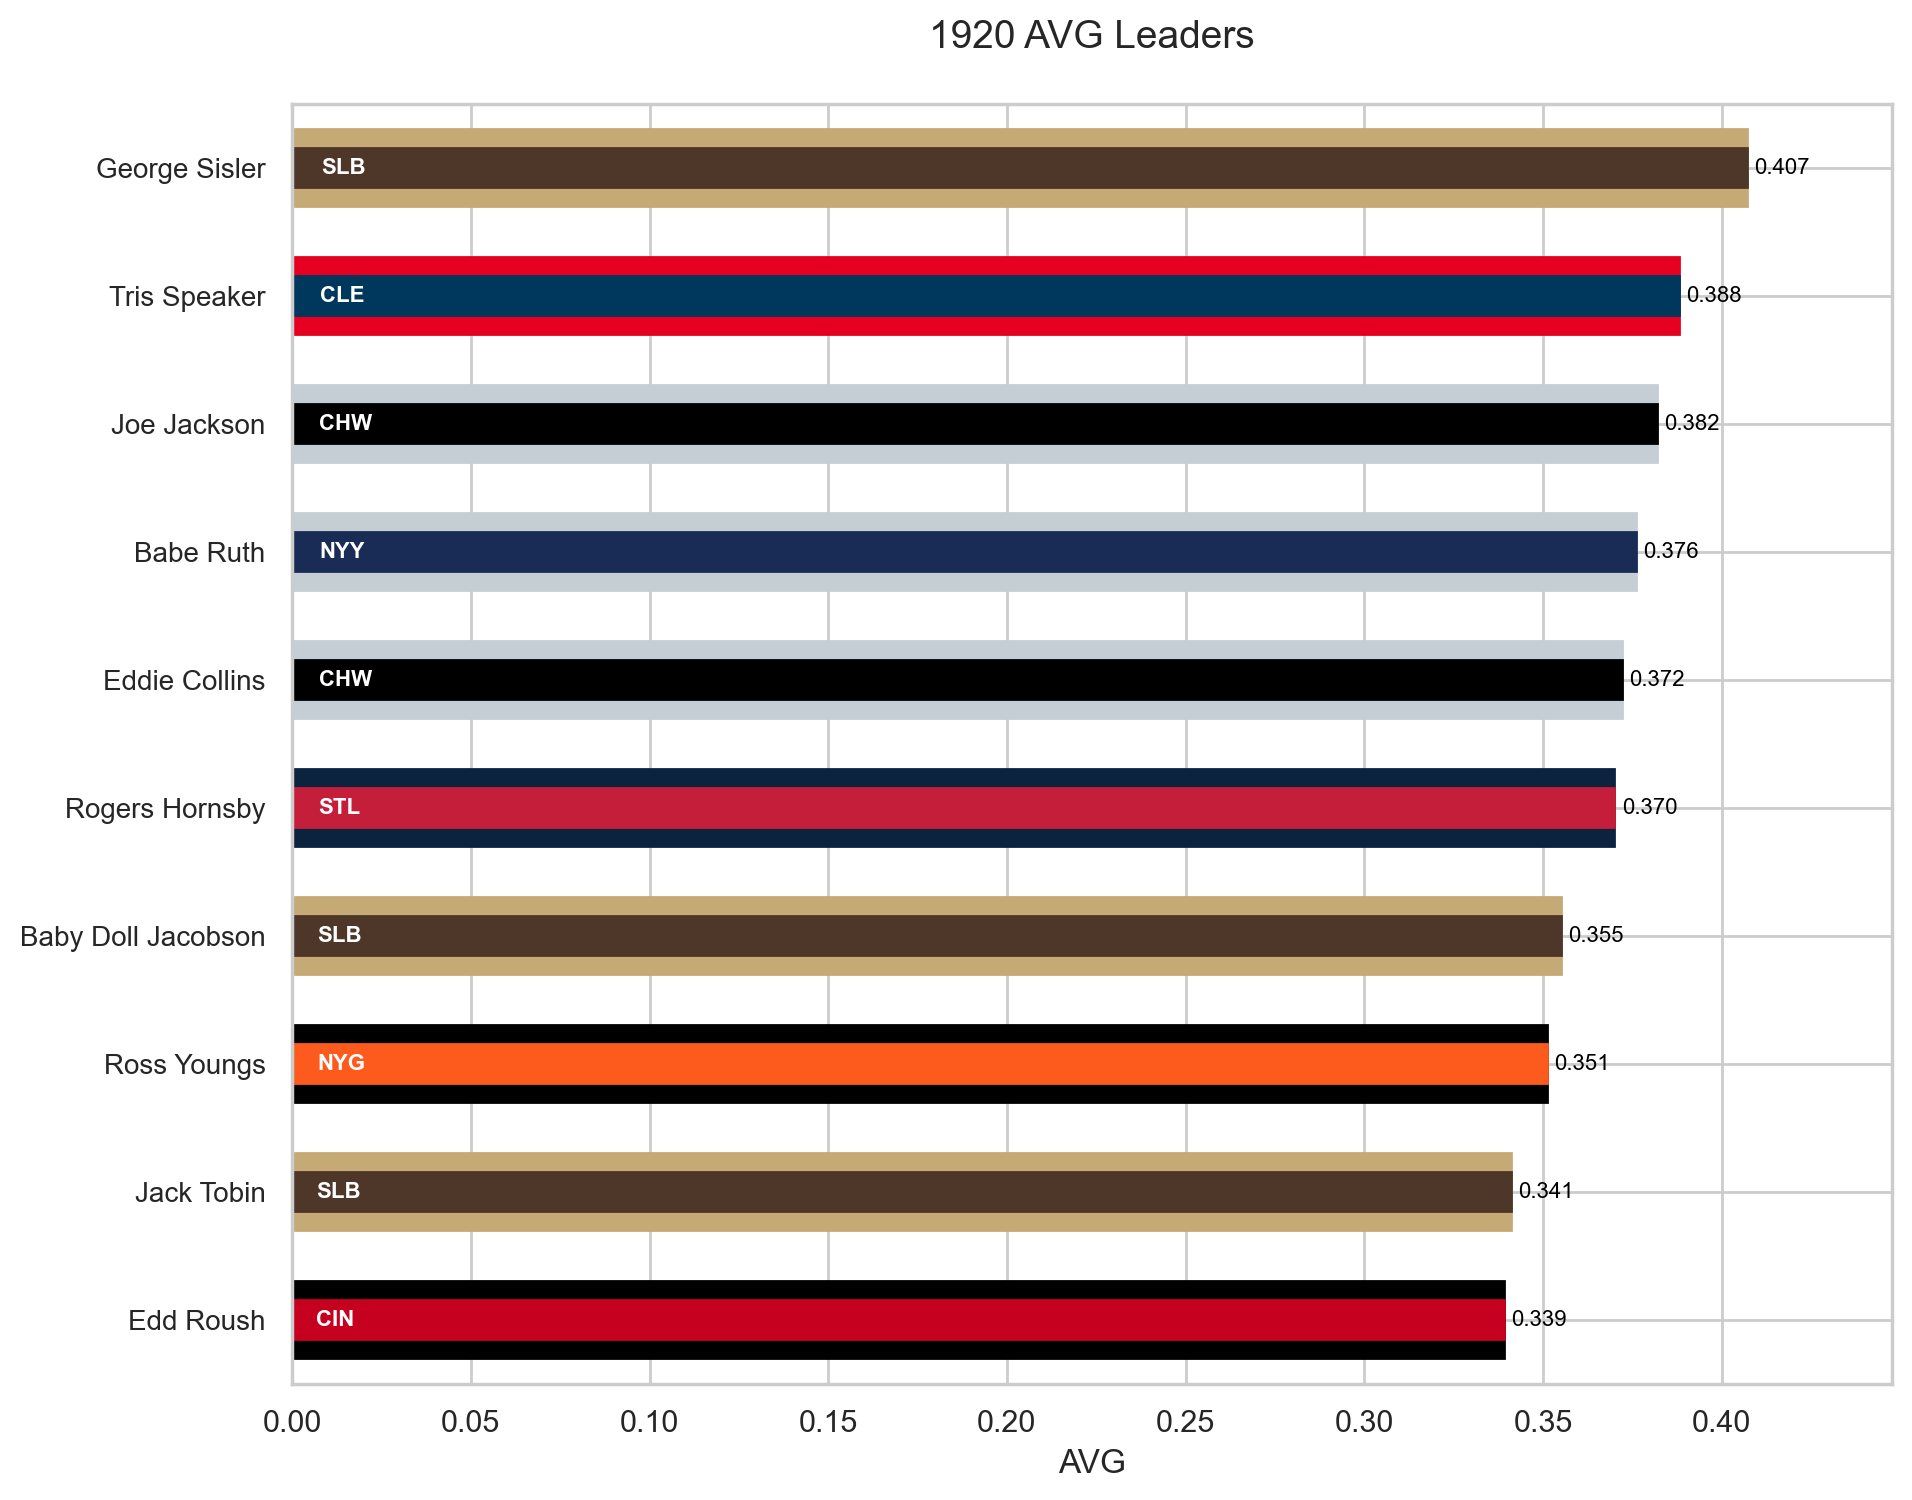 1920 AVG Leaders
George Sisler SLB 0.407
Tris Speaker CLE 0.388
Joe Jackson CHW 0.382
Babe Ruth NYY 0.376
Eddie Collins CHW 0.372
Rogers Hornsby STL 0.370
Baby Doll Jacobson SLB 0.355
Ross Youngs NYG 0.351
Jack Tobin SLB 0.341
Edd Roush CIN 0.339
0.00 0.05 0.10 0.15 0.20 0.25 0.30 0.35 0.40
AVG